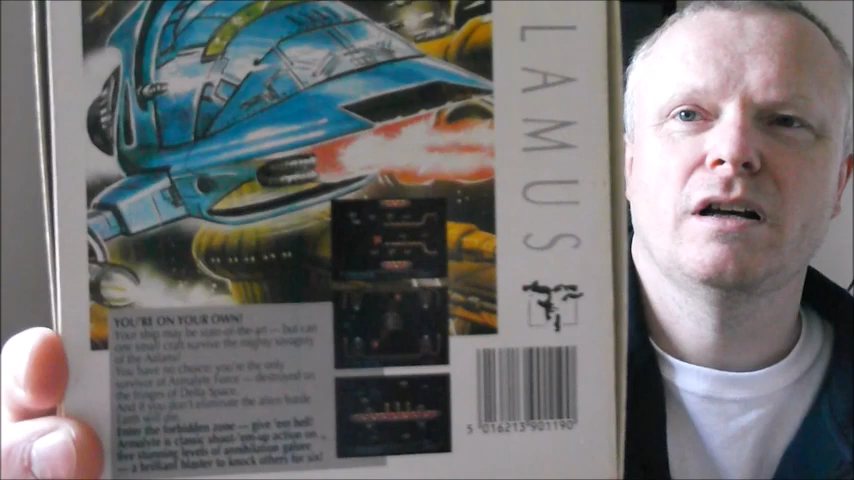 LAMUS
YOU'RE ON YOUR OWN!
Your ship may be state-of-the-art — but can
one small craft survive the mighty savagery
of the Aslans?
You have no choice: you're the only
survivor of Armalyte Force — destroyed on
the fringes of Delta Space.
And if you don't eliminate the alien horde
Earth will die.
Enter the forbidden zone — give 'em hell!
Armalyte is classic shoot-'em-up action on
five stunning levels of annihilation galore
— a brilliant blaster to knock others for six!
5 016213 901190